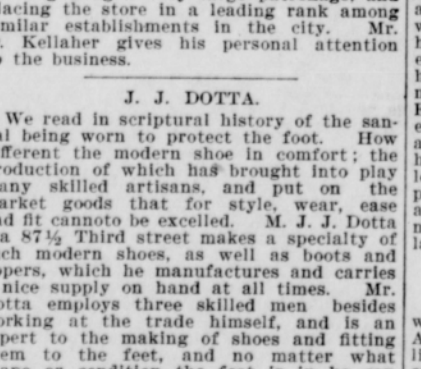 lacing the store in a leading rank among
milar establishments in the city. Mr.
. Kellaher gives his personal attention
o the business.
J. J. DOTTA.
We read in scriptural history of the san-
al being worn to protect the foot. How
fferent the modern shoe in comfort; the
roduction of which has brought into play
any skilled artisans, and put on the
arket goods that for style, wear, ease
nd fit cannoto be excelled. M. J. J. Dotta
a 87½ Third street makes a specialty of
ch modern shoes, as well as boots and
ppers, which he manufactures and carries
nice supply on hand at all times. Mr.
otta employs three skilled men besides
orking at the trade himself, and is an
pert to the making of shoes and fitting
em to the feet, and no matter what